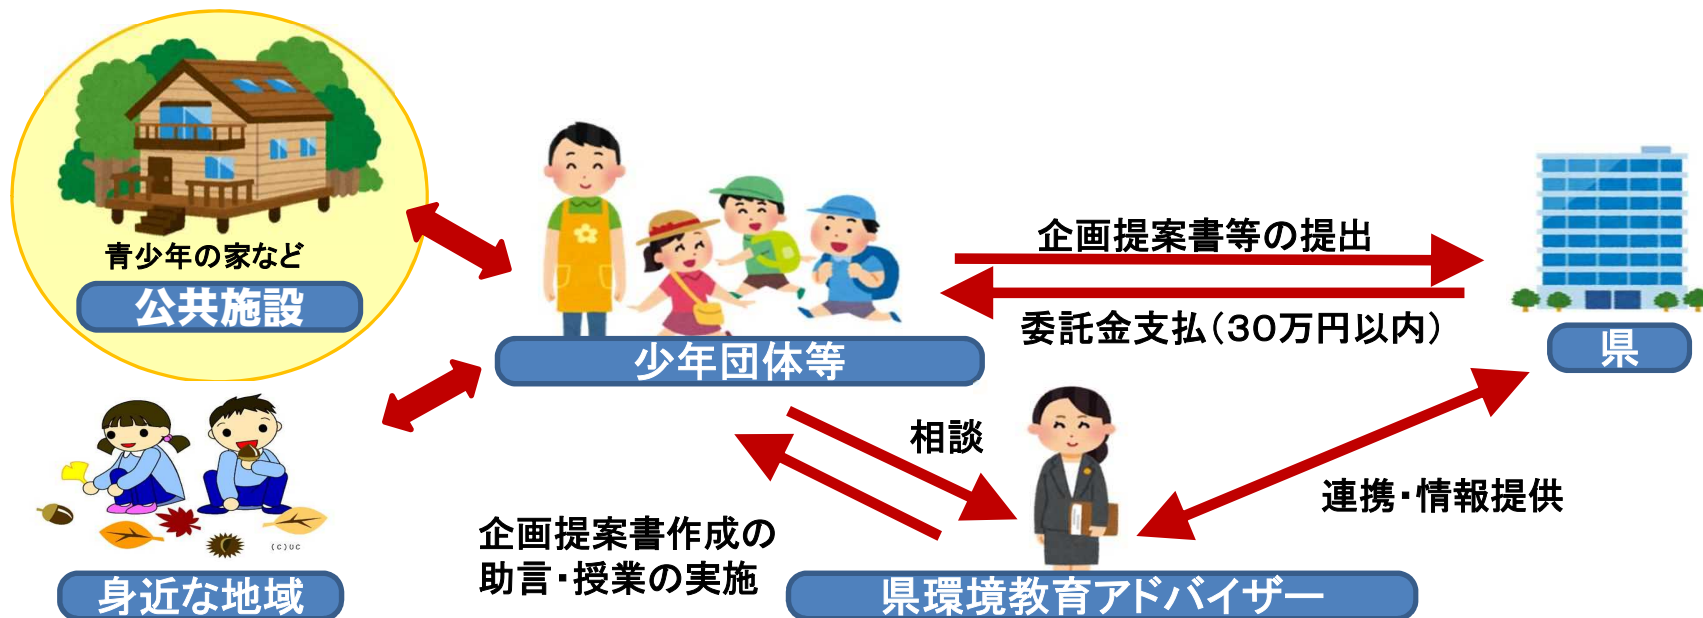 青少年の家など
公共施設
少年団体等
企画提案書等の提出
委託金支払(30万円以内)
県
相談
連携・情報提供
企画提案書作成の
助言・授業の実施
(C)UC
身近な地域
県環境教育アドバイザー